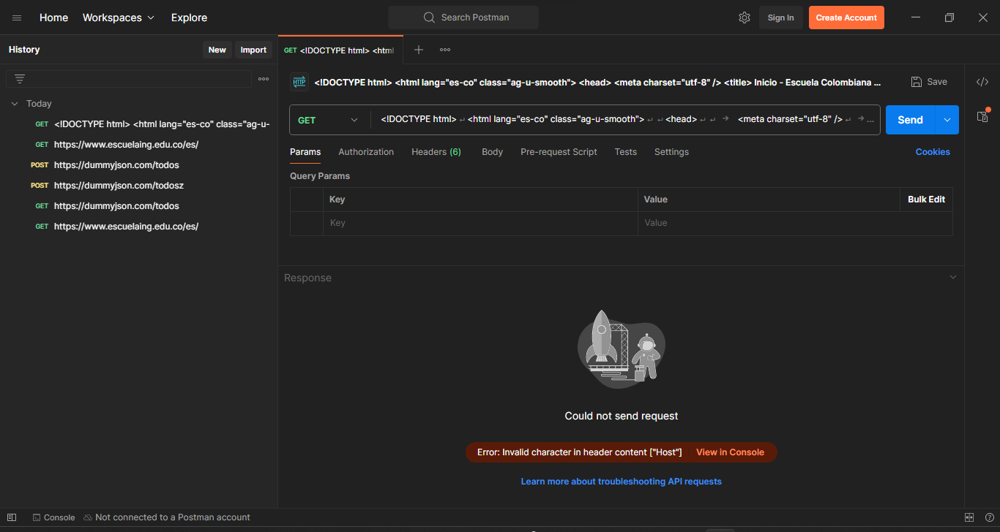 Home Workspaces Explore Search Postman Sign In Create Account
History New Import GET <!DOCTYPE html> <html
HTTP <!DOCTYPE html> <html lang="es-co" class="ag-u-smooth"> <head> <meta charset="utf-8" /> <title> Inicio - Escuela Colombiana ... Save
Today
GET <!DOCTYPE html> <html lang="es-co" class="ag-u-
GET https://www.escuelaing.edu.co/es/
POST https://dummyjson.com/todos
POST https://dummyjson.com/todosz
GET https://dummyjson.com/todos
GET https://www.escuelaing.edu.co/es/
GET <!DOCTYPE html> ↵ <html lang="es-co" class="ag-u-smooth"> ↵ ↵ <head> ↵ ↵ → <meta charset="utf-8" /> ↵ → ... Send
Params Authorization Headers (6) Body Pre-request Script Tests Settings Cookies
Query Params
Key Value Bulk Edit
Key Value
Response
Could not send request
Error: Invalid character in header content ["Host"] View in Console
Learn more about troubleshooting API requests
Console Not connected to a Postman account